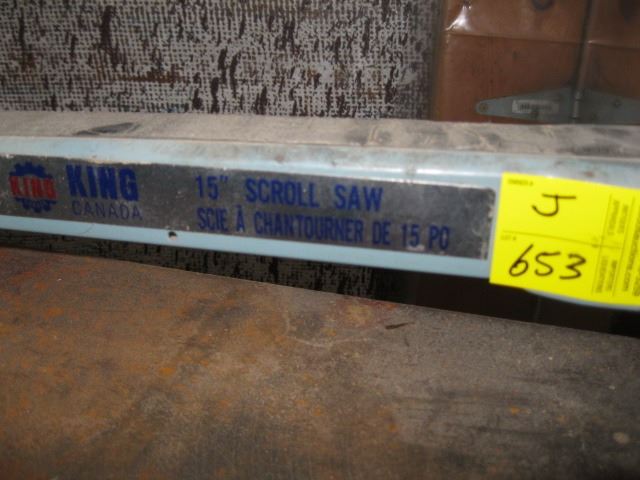 KING
KING
CANADA
15" SCROLL SAW
SCIE À CHANTOURNER DE 15 PO
J
653